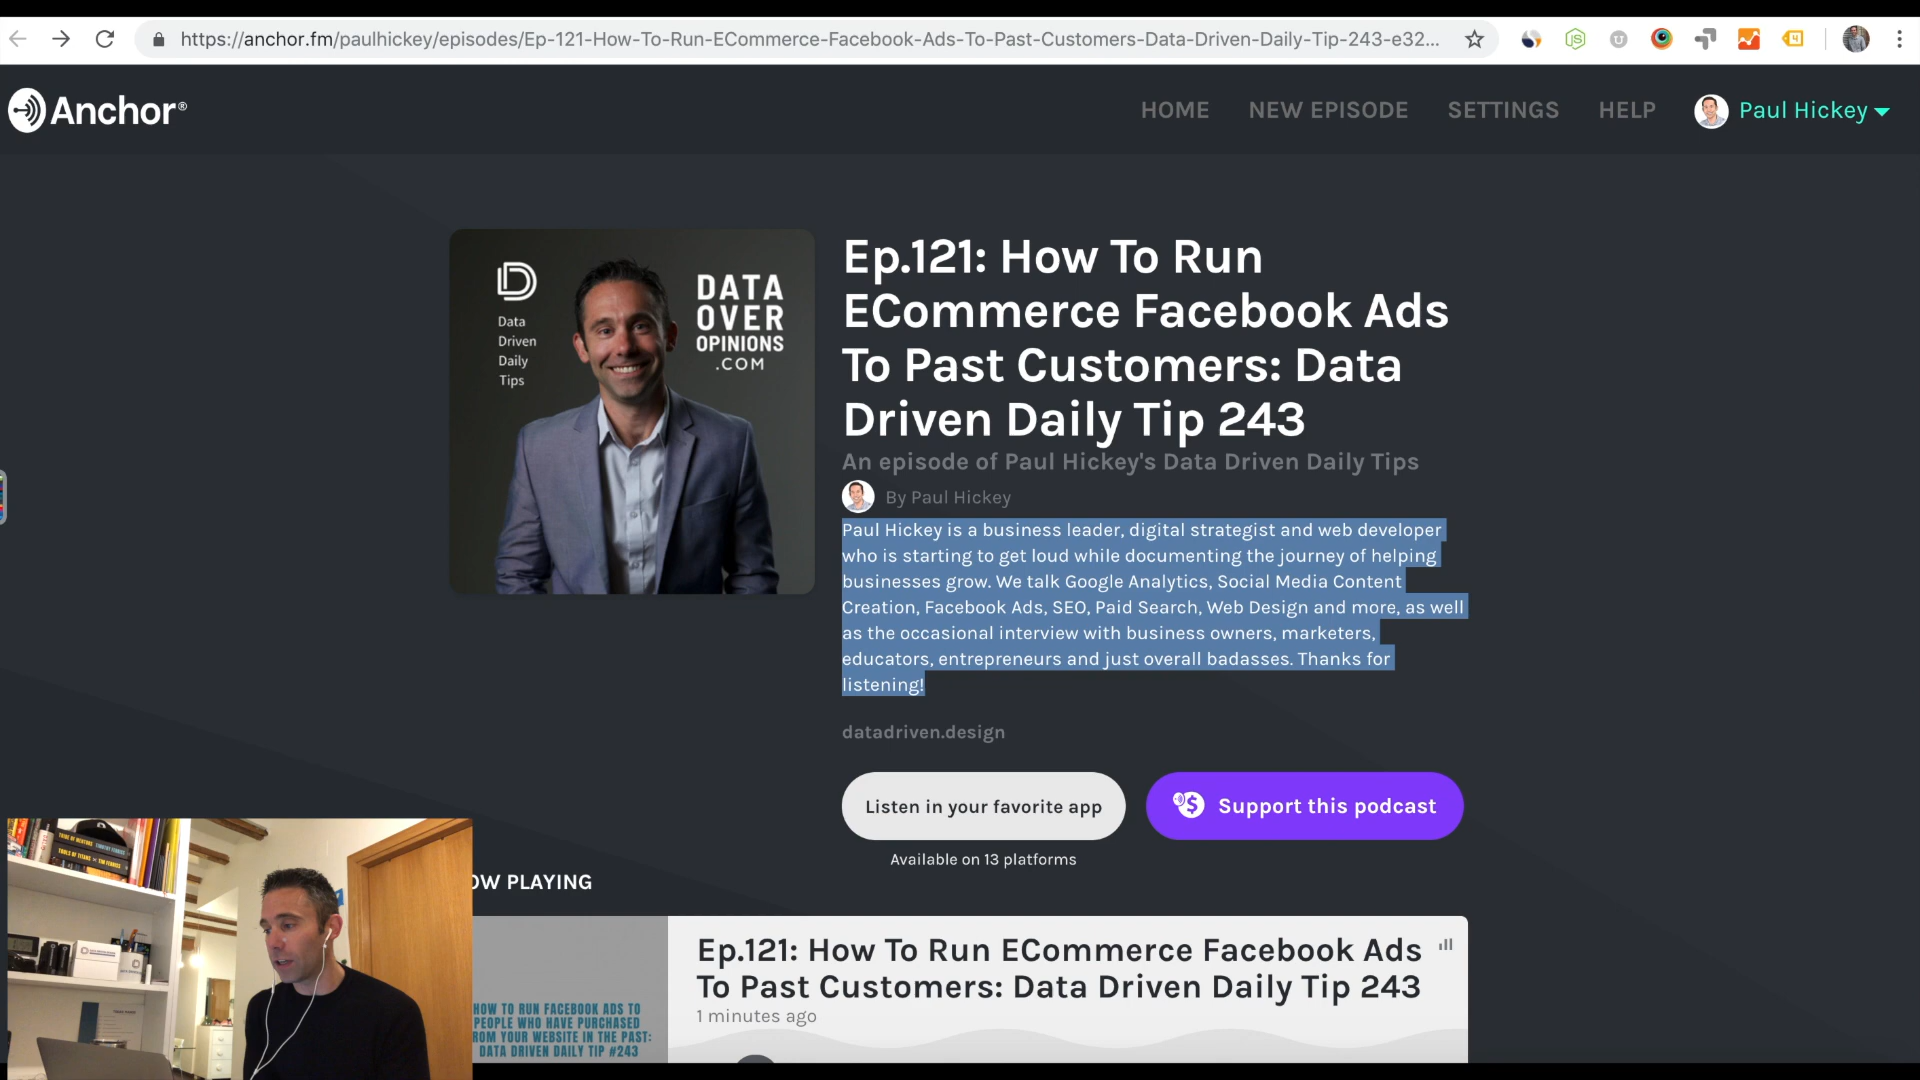 https://anchor.fm/paulhickey/episodes/Ep-121-How-To-Run-ECommerce-Facebook-Ads-To-Past-Customers-Data-Driven-Daily-Tip-243-e32...
Anchor®
HOME NEW EPISODE SETTINGS HELP Paul Hickey
Data
Driven
Daily
Tips
DATA
OVER
OPINIONS
.COM
Ep.121: How To Run
ECommerce Facebook Ads
To Past Customers: Data
Driven Daily Tip 243
An episode of Paul Hickey's Data Driven Daily Tips
By Paul Hickey
Paul Hickey is a business leader, digital strategist and web developer
who is starting to get loud while documenting the journey of helping
businesses grow. We talk Google Analytics, Social Media Content
Creation, Facebook Ads, SEO, Paid Search, Web Design and more, as well
as the occasional interview with business owners, marketers,
educators, entrepreneurs and just overall badasses. Thanks for
listening!
datadriven.design
Listen in your favorite app
Support this podcast
Available on 13 platforms
OW PLAYING
Ep.121: How To Run ECommerce Facebook Ads
To Past Customers: Data Driven Daily Tip 243
1 minutes ago
HOW TO RUN FACEBOOK ADS TO
PEOPLE WHO HAVE PURCHASED
ROM YOUR WEBSITE IN THE PAST:
DATA DRIVEN DAILY TIP #243
TRIBE OF MENTORS
TOOLS OF TITANS TIM FERRISS